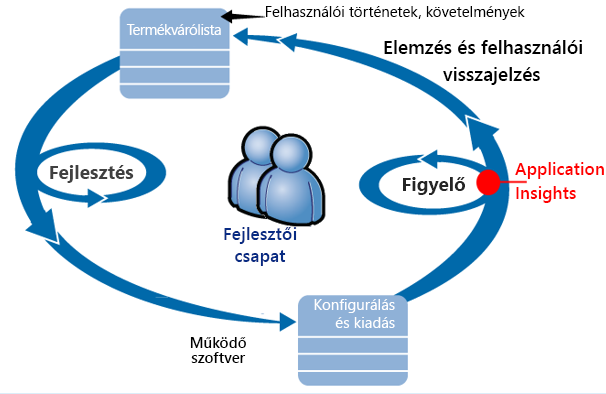 Felhasználói történetek, követelmények
Termékvárólista
Elemzés és felhasználói
visszajelzés
Fejlesztés
Figyelő
Application
Insights
Fejlesztői
csapat
Konfigurálás
és kiadás
Működő
szoftver